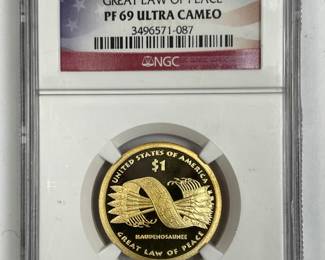 GREAT LAW OF PEACE
PF 69 ULTRA CAMEO
3496571-087
NGC
UNITED STATES OF AMERICA
$1
HAUDENOSAUNEE
GREAT LAW OF PEACE